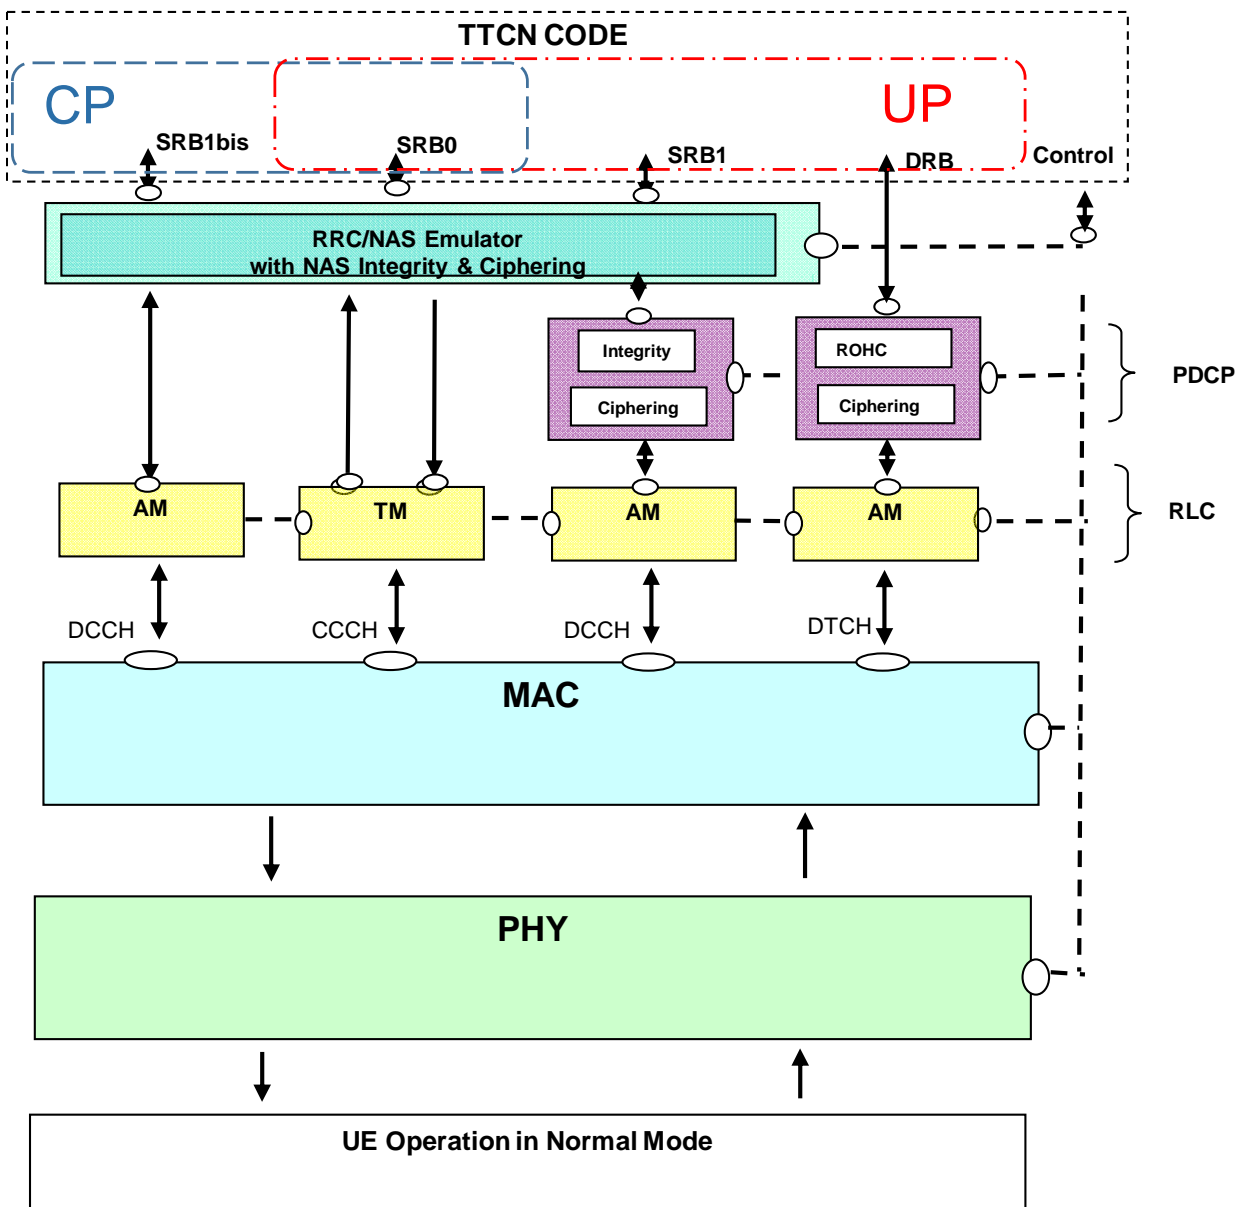 TTCN CODE
CP
UP
SRB1bis
SRB0
SRB1
DRB
Control
RRC/NAS Emulator
with NAS Integrity & Ciphering
Integrity
Ciphering
ROHC
Ciphering
PDCP
AM
TM
AM
AM
RLC
DCCH
CCCH
DCCH
DTCH
MAC
PHY
UE Operation in Normal Mode